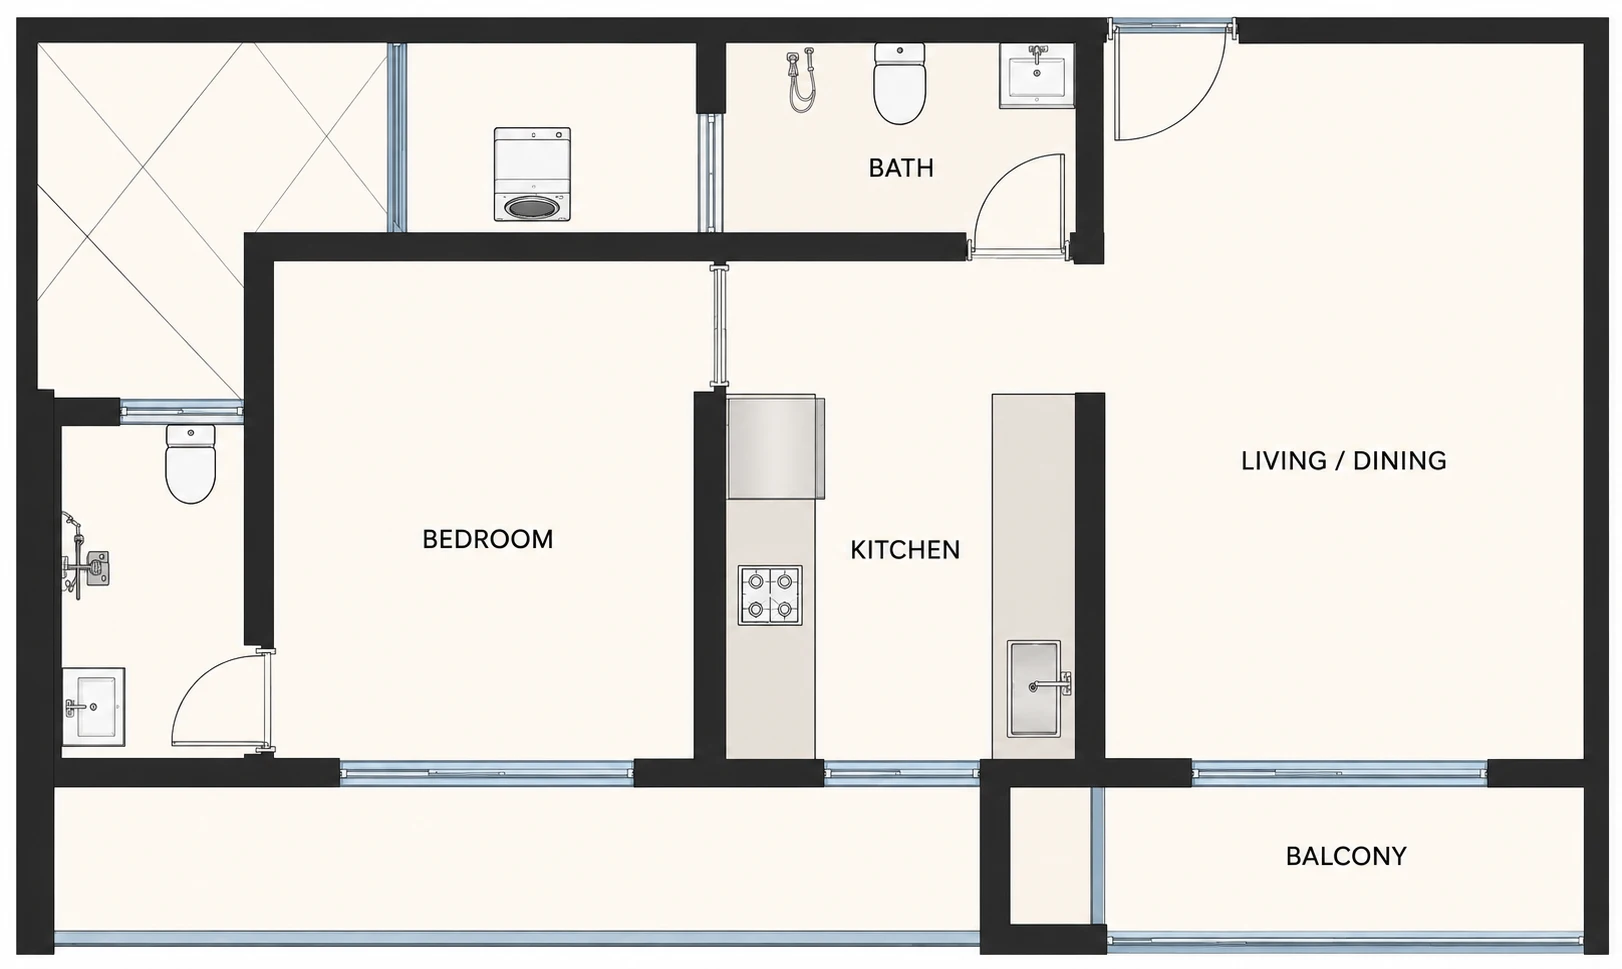 BATH
LIVING / DINING
BEDROOM
KITCHEN
BALCONY